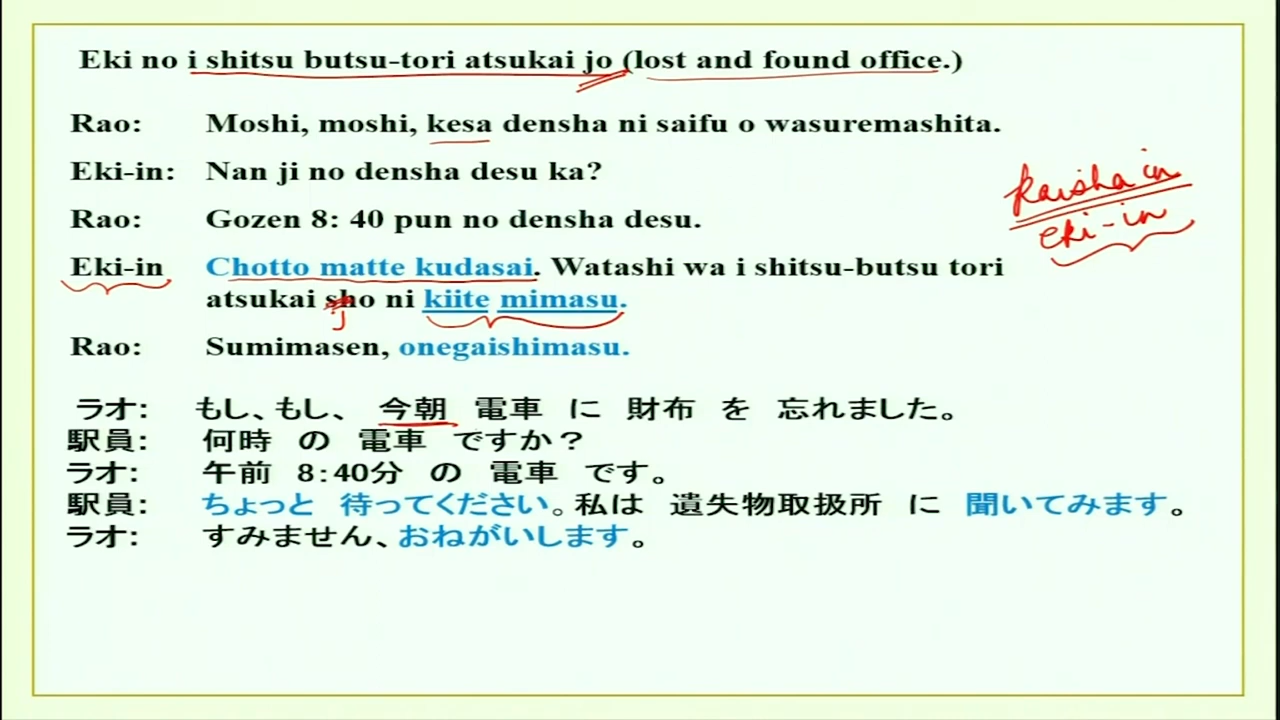 Eki no i shitsu butsu-tori atsukai jo (lost and found office.)
Rao: Moshi, moshi, kesa densha ni saifu o wasuremashita.
Eki-in: Nan ji no densha desu ka?
Rao: Gozen 8: 40 pun no densha desu.
Eki-in Chotto matte kudasai. Watashi wa i shitsu-butsu tori
atsukai sho ni kiite mimasu.
j
Rao: Sumimasen, onegaishimasu.
kaisha in
eki-in
ラオ: もし、もし、 今朝 電車 に 財布 を 忘れました。
駅員: 何時 の 電車 ですか？
ラオ: 午前 8:40分 の 電車 です。
駅員: ちょっと 待ってください。私は 遺失物取扱所 に 聞いてみます。
ラオ: すみません、おねがいします。